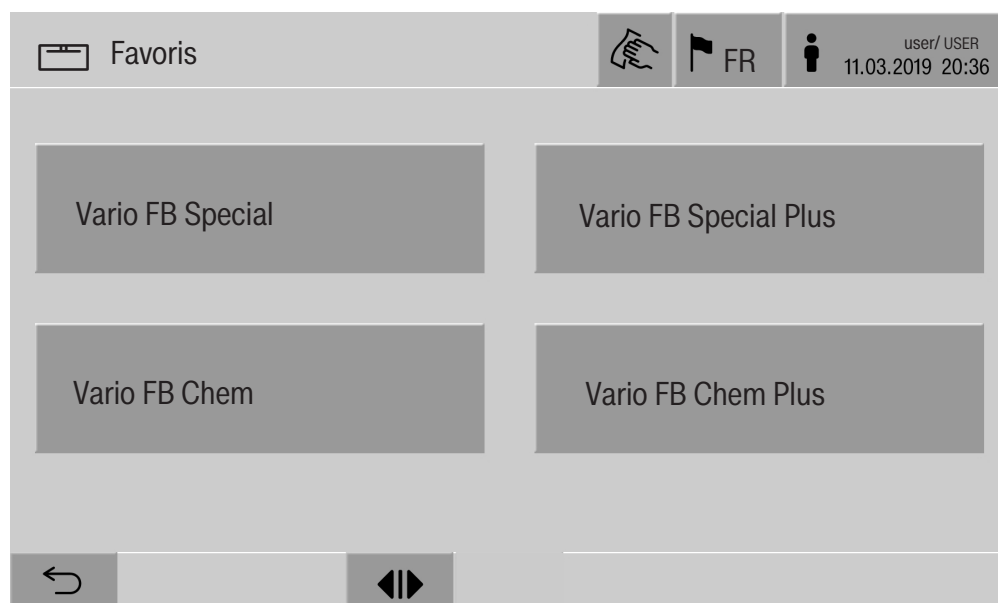 Favoris
FR
user/ USER
11.03.2019 20:36
Vario FB Special
Vario FB Special Plus
Vario FB Chem
Vario FB Chem Plus